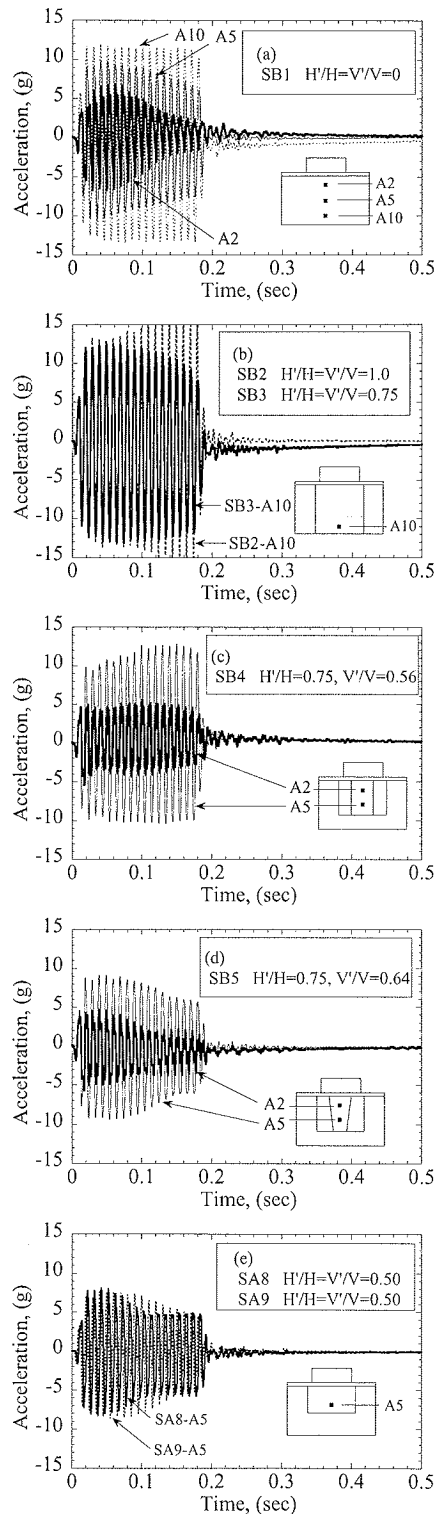 Acceleration, (g)
15
10
5
0
-5
-10
-15
A10
A5
(a)
SB1 H'/H=V'/V=0
A2
A2
A5
A10
0 0.1 0.2 0.3 0.4 0.5
Time, (sec)
Acceleration, (g)
15
10
5
0
-5
-10
-15
(b)
SB2 H'/H=V'/V=1.0
SB3 H'/H=V'/V=0.75
SB3-A10
SB2-A10
A10
0 0.1 0.2 0.3 0.4 0.5
Time, (sec)
Acceleration, (g)
15
10
5
0
-5
-10
-15
(c)
SB4 H'/H=0.75, V'/V=0.56
A2
A5
0 0.1 0.2 0.3 0.4 0.5
Time, (sec)
Acceleration, (g)
15
10
5
0
-5
-10
-15
(d)
SB5 H'/H=0.75, V'/V=0.64
A2
A5
0 0.1 0.2 0.3 0.4 0.5
Time, (sec)
Acceleration, (g)
15
10
5
0
-5
-10
-15
(e)
SA8 H'/H=V'/V=0.50
SA9 H'/H=V'/V=0.50
SA8-A5
SA9-A5
A5
0 0.1 0.2 0.3 0.4 0.5
Time, (sec)